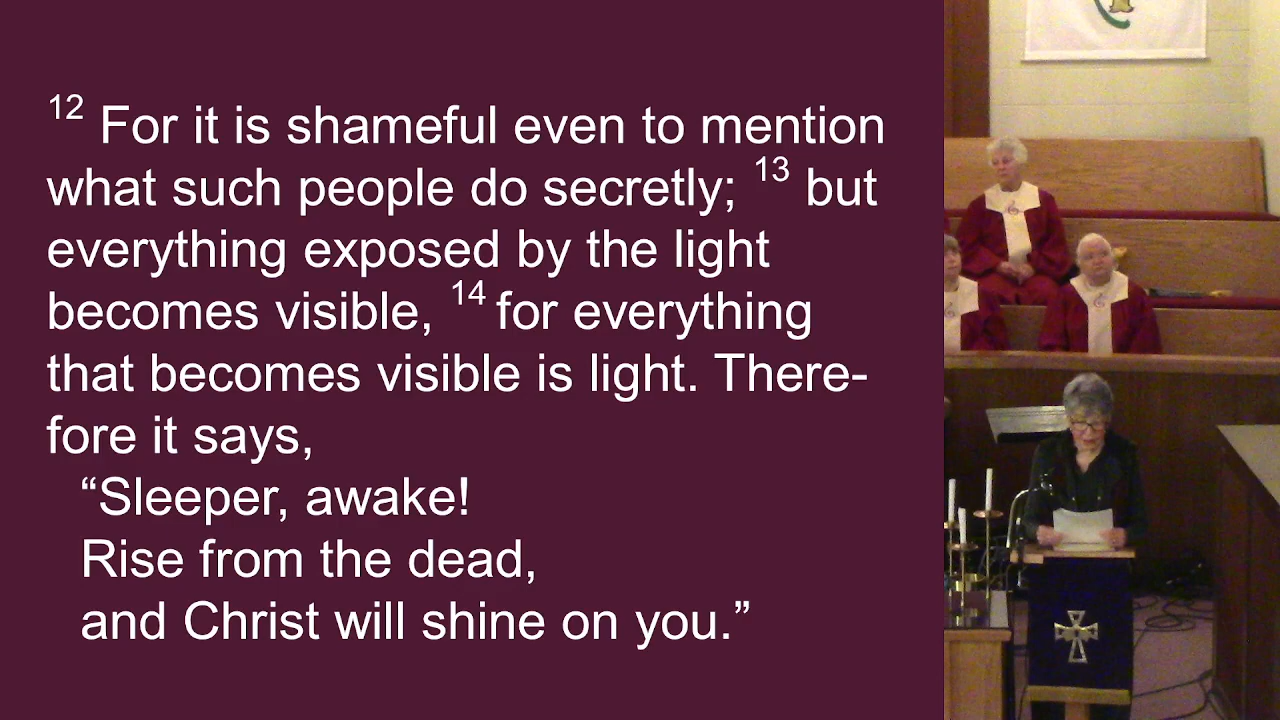 12 For it is shameful even to mention
what such people do secretly; 13 but
everything exposed by the light
becomes visible, 14 for everything
that becomes visible is light. There-
fore it says,
“Sleeper, awake!
Rise from the dead,
and Christ will shine on you.”